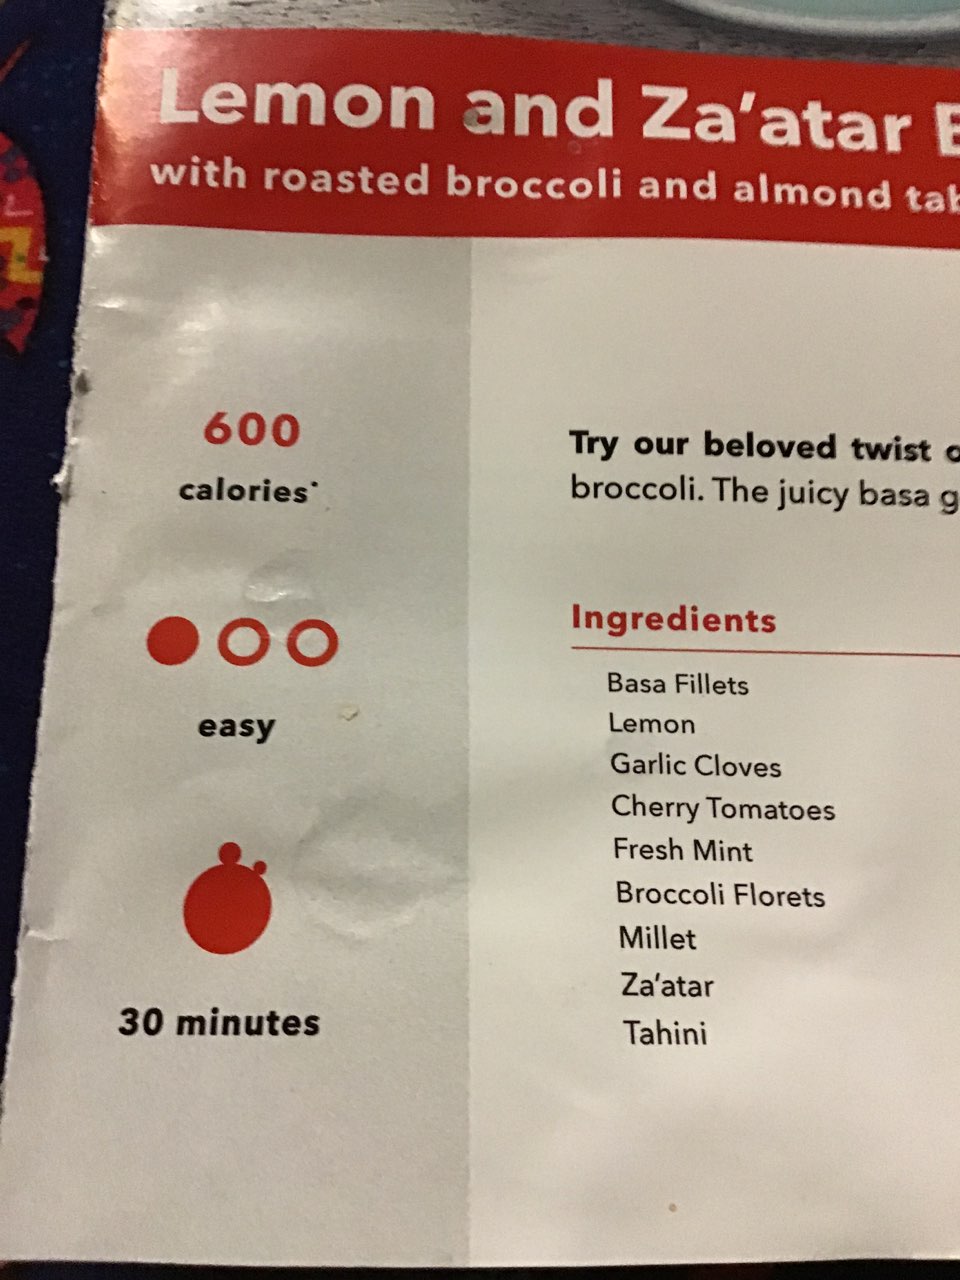 Lemon and Za'atar
with roasted broccoli and almond
600
calories*
easy
30 minutes
Try our beloved twist
broccoli. The juicy basa
Ingredients
Basa Fillets
Lemon
Garlic Cloves
Cherry Tomatoes
Fresh Mint
Broccoli Florets
Millet
Za'atar
Tahini